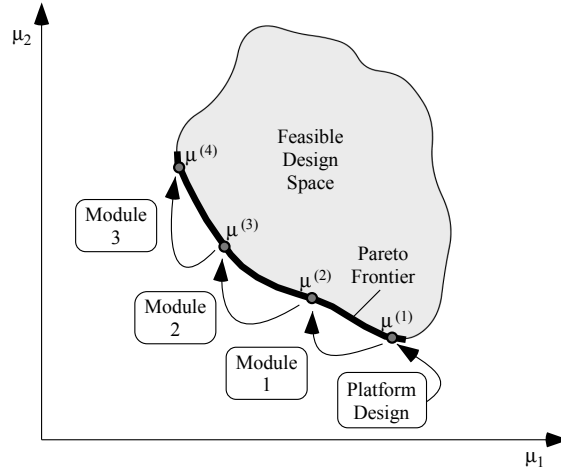 μ2
μ(4)
Feasible
Design
Space
Module
3
μ(3)
Pareto
Frontier
μ(2)
Module
2
μ(1)
Module
1
Platform
Design
μ1